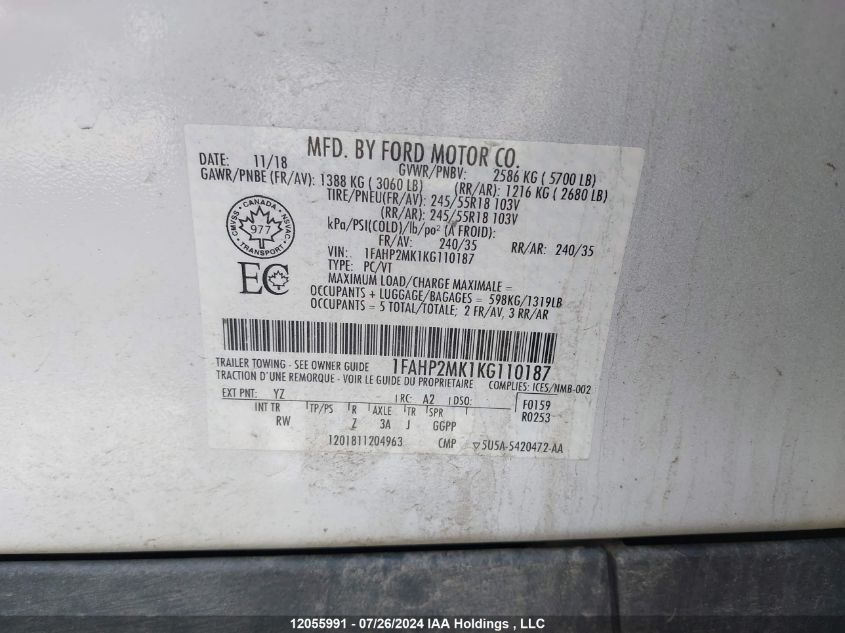 MFD. BY FORD MOTOR CO.
DATE: 11/18 GVWR/PNBV: 2586 KG ( 5700 LB)
GAWR/PNBE (FR/AV): 1388 KG ( 3060 LB) (RR/AR): 1216 KG ( 2680 LB)
TIRE/PNEU(FR/AV): 245/55R18 103V
(RR/AR): 245/55R18 103V
kPa/PSI(COLD)/lb/po² (À FROID):
FR/AV: 240/35 RR/AR: 240/35
VIN: 1FAHP2MK1KG110187
TYPE: PC/VT
CANADA
CMVSS NSVAC
977
TRANSPORT
EC
MAXIMUM LOAD/CHARGE MAXIMALE =
OCCUPANTS + LUGGAGE/BAGAGES = 598KG/1319LB
OCCUPANTS = 5 TOTAL/TOTALE; 2 FR/AV, 3 RR/AR
1FAHP2MK1KG110187
TRAILER TOWING - SEE OWNER GUIDE
TRACTION D'UNE REMORQUE - VOIR LE GUIDE DU PROPRIETAIRE COMPLIES: ICES/NMB-002
EXT PNT: YZ RC: A2 DSO: F0159
INT TR TP/PS R AXLE TR SPR R0253
RW Z 3A J GGPP
1201811204963 CMP ▽5U5A-5420472-AA
12055991 - 07/26/2024 IAA Holdings , LLC